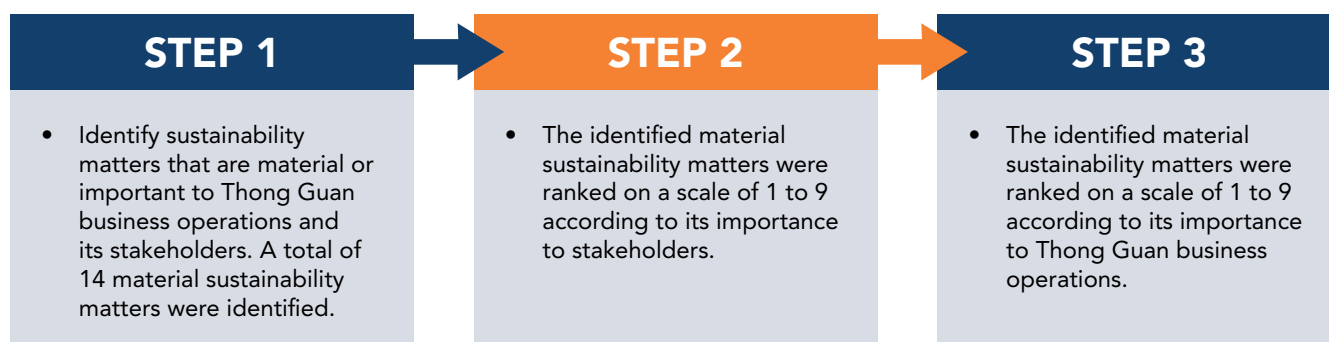 STEP 1
• Identify sustainability
matters that are material or
important to Thong Guan
business operations and
its stakeholders. A total of
14 material sustainability
matters were identified.
STEP 2
• The identified material
sustainability matters were
ranked on a scale of 1 to 9
according to its importance
to stakeholders.
STEP 3
• The identified material
sustainability matters were
ranked on a scale of 1 to 9
according to its importance
to Thong Guan business
operations.